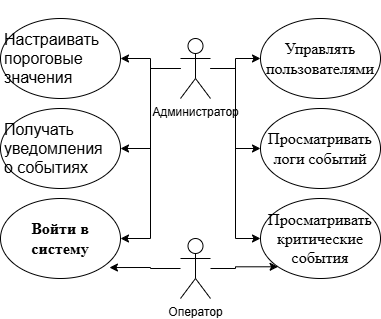 Настраивать
пороговые
значения
Управлять
пользователями
Администратор
Получать
уведомления
о событиях
Просматривать
логи событий
Войти в
систему
Просматривать
критические
события
Оператор